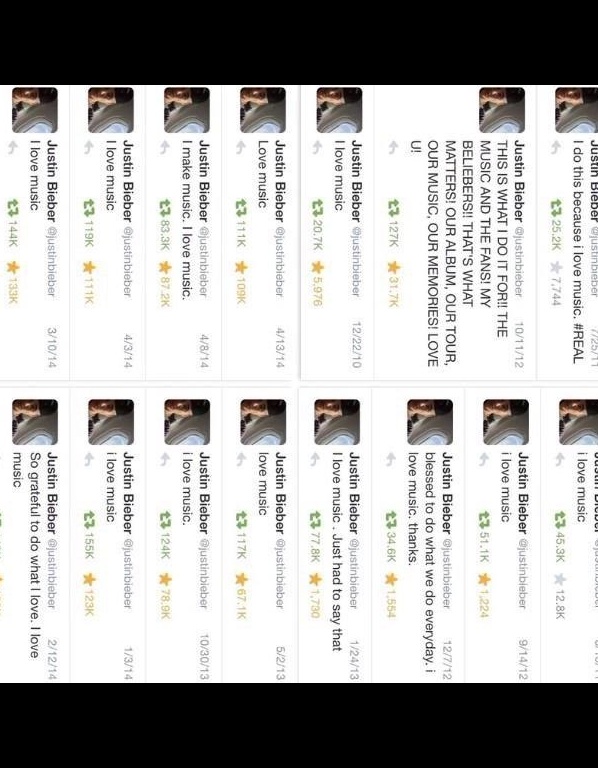 Justin Bieber @justinbieber
I do this because i love music. #REAL
25.2K 7,744
Justin Bieber @justinbieber 10/11/12
THIS IS WHAT I DO IT FOR!! THE
MUSIC AND THE FANS! MY
BELIEBERS!! THAT'S WHAT
MATTERS! OUR ALBUM, OUR TOUR,
OUR MUSIC, OUR MEMORIES! LOVE
U!
127K 31.7K
Justin Bieber @justinbieber 12/22/10
I love music
20.7K 5,976
Justin Bieber @justinbieber 4/13/14
Love music
111K 109K
Justin Bieber @justinbieber 4/8/14
I make music. I love music.
83.3K 87.2K
Justin Bieber @justinbieber 4/3/14
I love music
119K 111K
Justin Bieber @justinbieber 3/10/14
I love music
144K 133K
Justin Bieber @justinbieber
i love music
45.3K 12.8K
Justin Bieber @justinbieber 9/14/12
i love music
51.1K 1,224
Justin Bieber @justinbieber 12/7/12
blessed to do what we do everyday. i
love music. thanks.
34.6K 1,554
Justin Bieber @justinbieber 1/24/13
I love music . Just had to say that
77.8K 1,730
Justin Bieber @justinbieber 5/2/13
love music
117K 67.1K
Justin Bieber @justinbieber 10/30/13
i love music.
124K 78.9K
Justin Bieber @justinbieber 1/3/14
i love music
155K 123K
Justin Bieber @justinbieber 2/12/14
So grateful to do what I love. I love
music